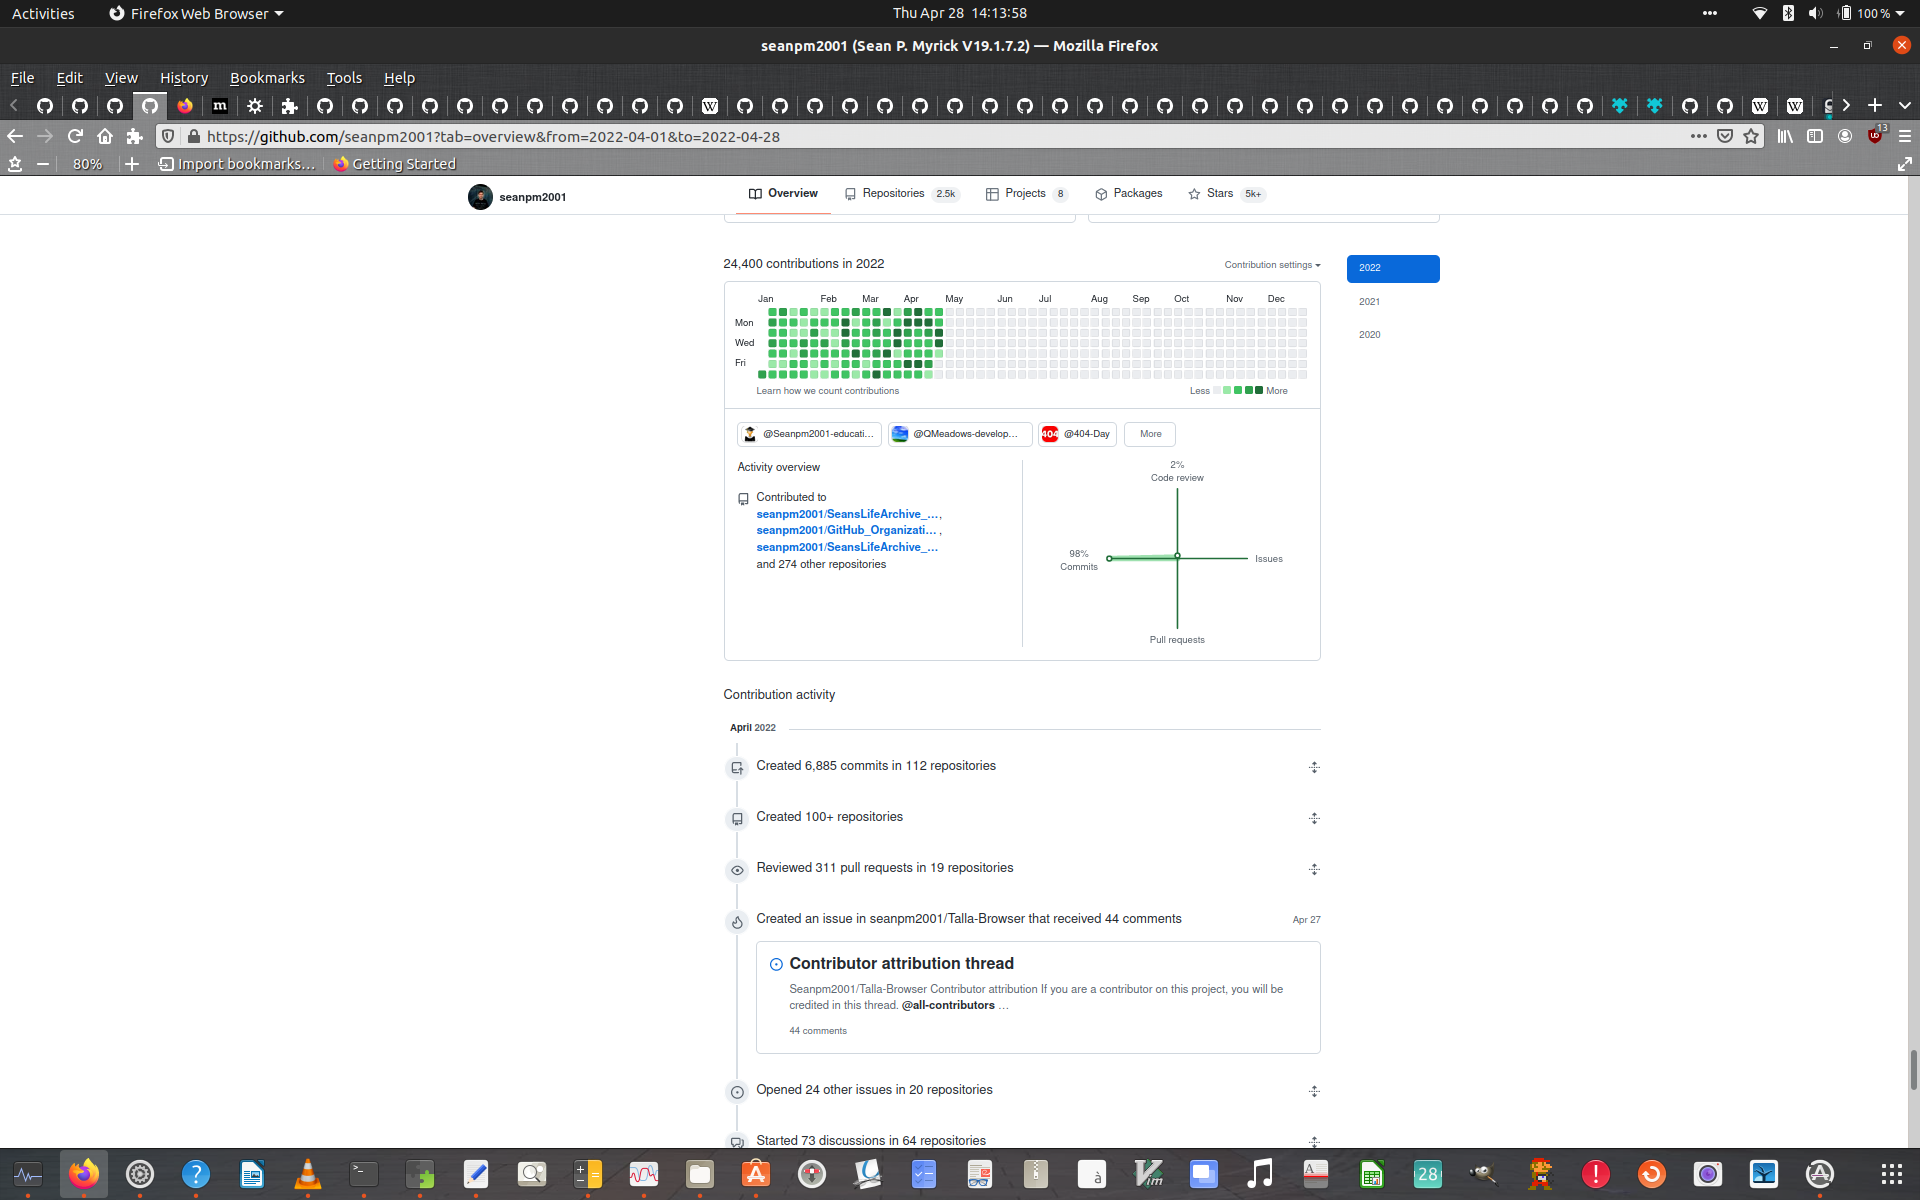 Activities
Firefox Web Browser
Thu Apr 28 14:13:58
100 %
seanpm2001 (Sean P. Myrick V19.1.7.2) — Mozilla Firefox
File Edit View History Bookmarks Tools Help
https://github.com/seanpm2001?tab=overview&from=2022-04-01&to=2022-04-28
13
80%
Import bookmarks...
Getting Started
seanpm2001
Overview
Repositories 2.5k
Projects 8
Packages
Stars 5k+
24,400 contributions in 2022
Contribution settings
2022
2021
2020
Jan Feb Mar Apr May Jun Jul Aug Sep Oct Nov Dec
Mon
Wed
Fri
Learn how we count contributions
Less More
@Seanpm2001-educati...
@QMeadows-develop...
404 @404-Day
More
Activity overview
Contributed to
seanpm2001/SeansLifeArchive_...,
seanpm2001/GitHub_Organizati... ,
seanpm2001/SeansLifeArchive_...
and 274 other repositories
2%
Code review
98%
Commits
Issues
Pull requests
Contribution activity
April 2022
Created 6,885 commits in 112 repositories
Created 100+ repositories
Reviewed 311 pull requests in 19 repositories
Created an issue in seanpm2001/Talla-Browser that received 44 comments
Apr 27
Contributor attribution thread
Seanpm2001/Talla-Browser Contributor attribution If you are a contributor on this project, you will be
credited in this thread. @all-contributors …
44 comments
Opened 24 other issues in 20 repositories
Started 73 discussions in 64 repositories
28